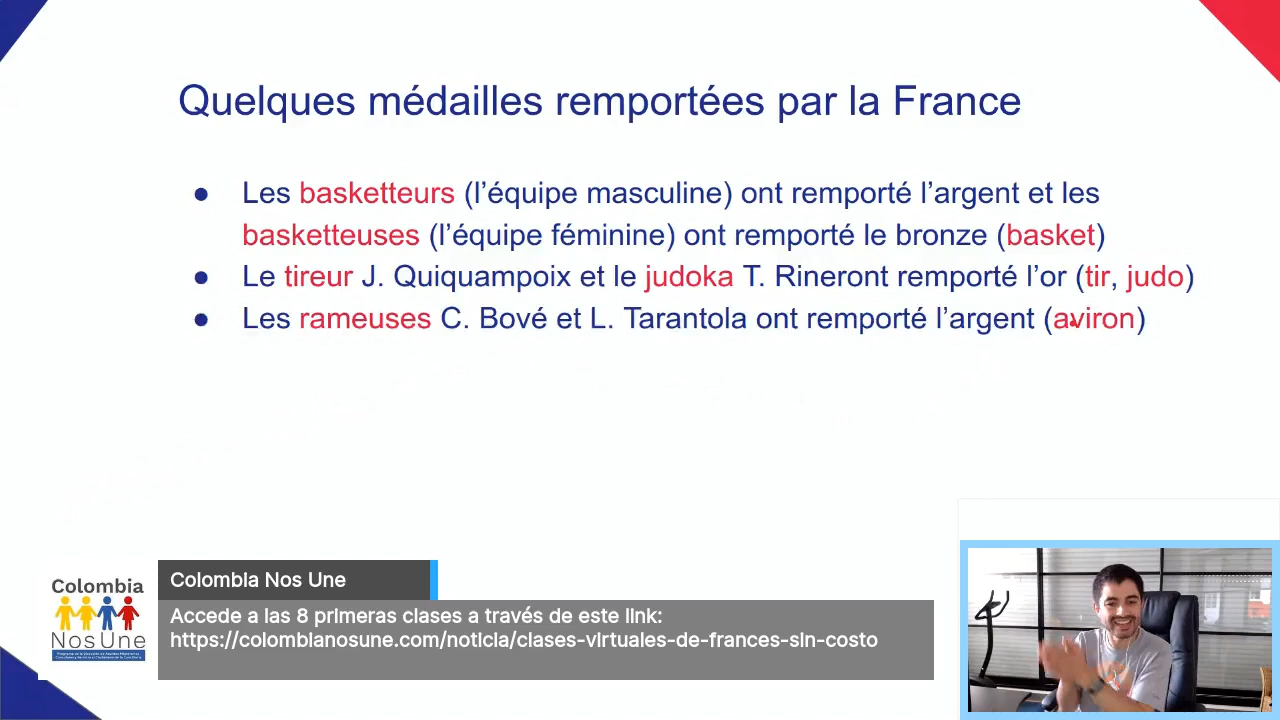 Quelques médailles remportées par la France
● Les basketteurs (l’équipe masculine) ont remporté l’argent et les
basketteuses (l’équipe féminine) ont remporté le bronze (basket)
● Le tireur J. Quiquampoix et le judoka T. Rineront remporté l’or (tir, judo)
● Les rameuses C. Bové et L. Tarantola ont remporté l’argent (aviron)
Colombia
Nos Une
Colombia Nos Une
Accede a las 8 primeras clases a través de este link:
https://colombianosune.com/noticia/clases-virtuales-de-frances-sin-costo